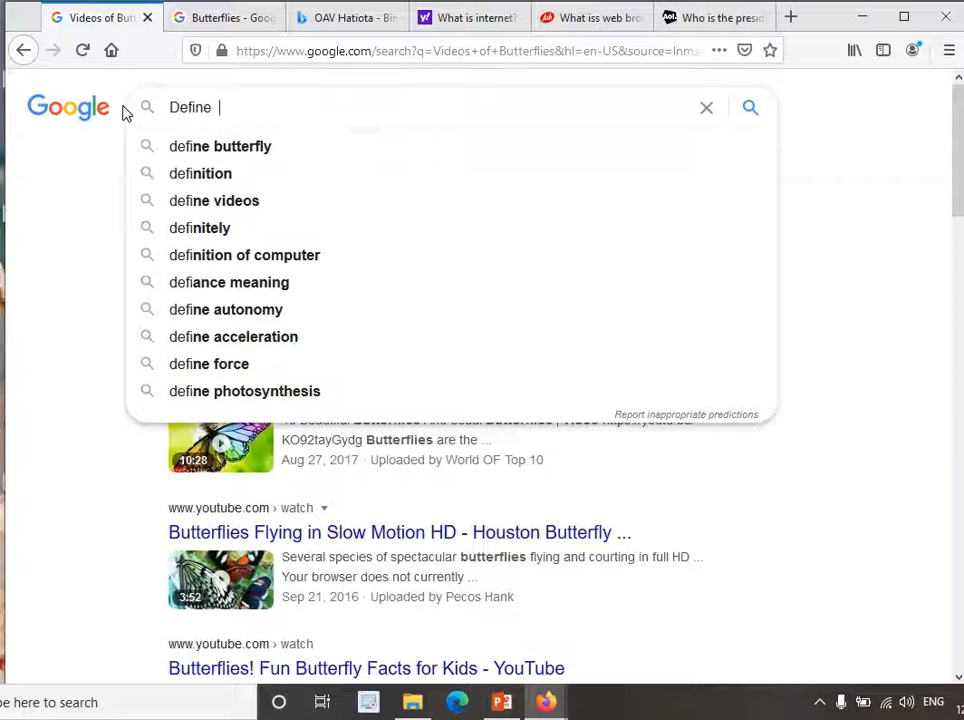 Videos of Butt
Butterflies - Goo
OAV Hatiota - Bin
What is internet?
What iss web bro
Aol.
Who is the presid
https://www.google.com/search?q=Videos+of+Butterflies&hl=en-US&source=lnms
Google
Define
define butterfly
definition
define videos
definitely
definition of computer
defiance meaning
define autonomy
define acceleration
define force
define photosynthesis
Report inappropriate predictions
KO92tayGydg Butterflies are the ...
10:28
Aug 27, 2017 · Uploaded by World OF Top 10
www.youtube.com › watch
Butterflies Flying in Slow Motion HD - Houston Butterfly ...
Several species of spectacular butterflies flying and courting in full HD ...
Your browser does not currently ...
3:52
Sep 21, 2016 · Uploaded by Pecos Hank
www.youtube.com › watch
Butterflies! Fun Butterfly Facts for Kids - YouTube
be here to search
ENG